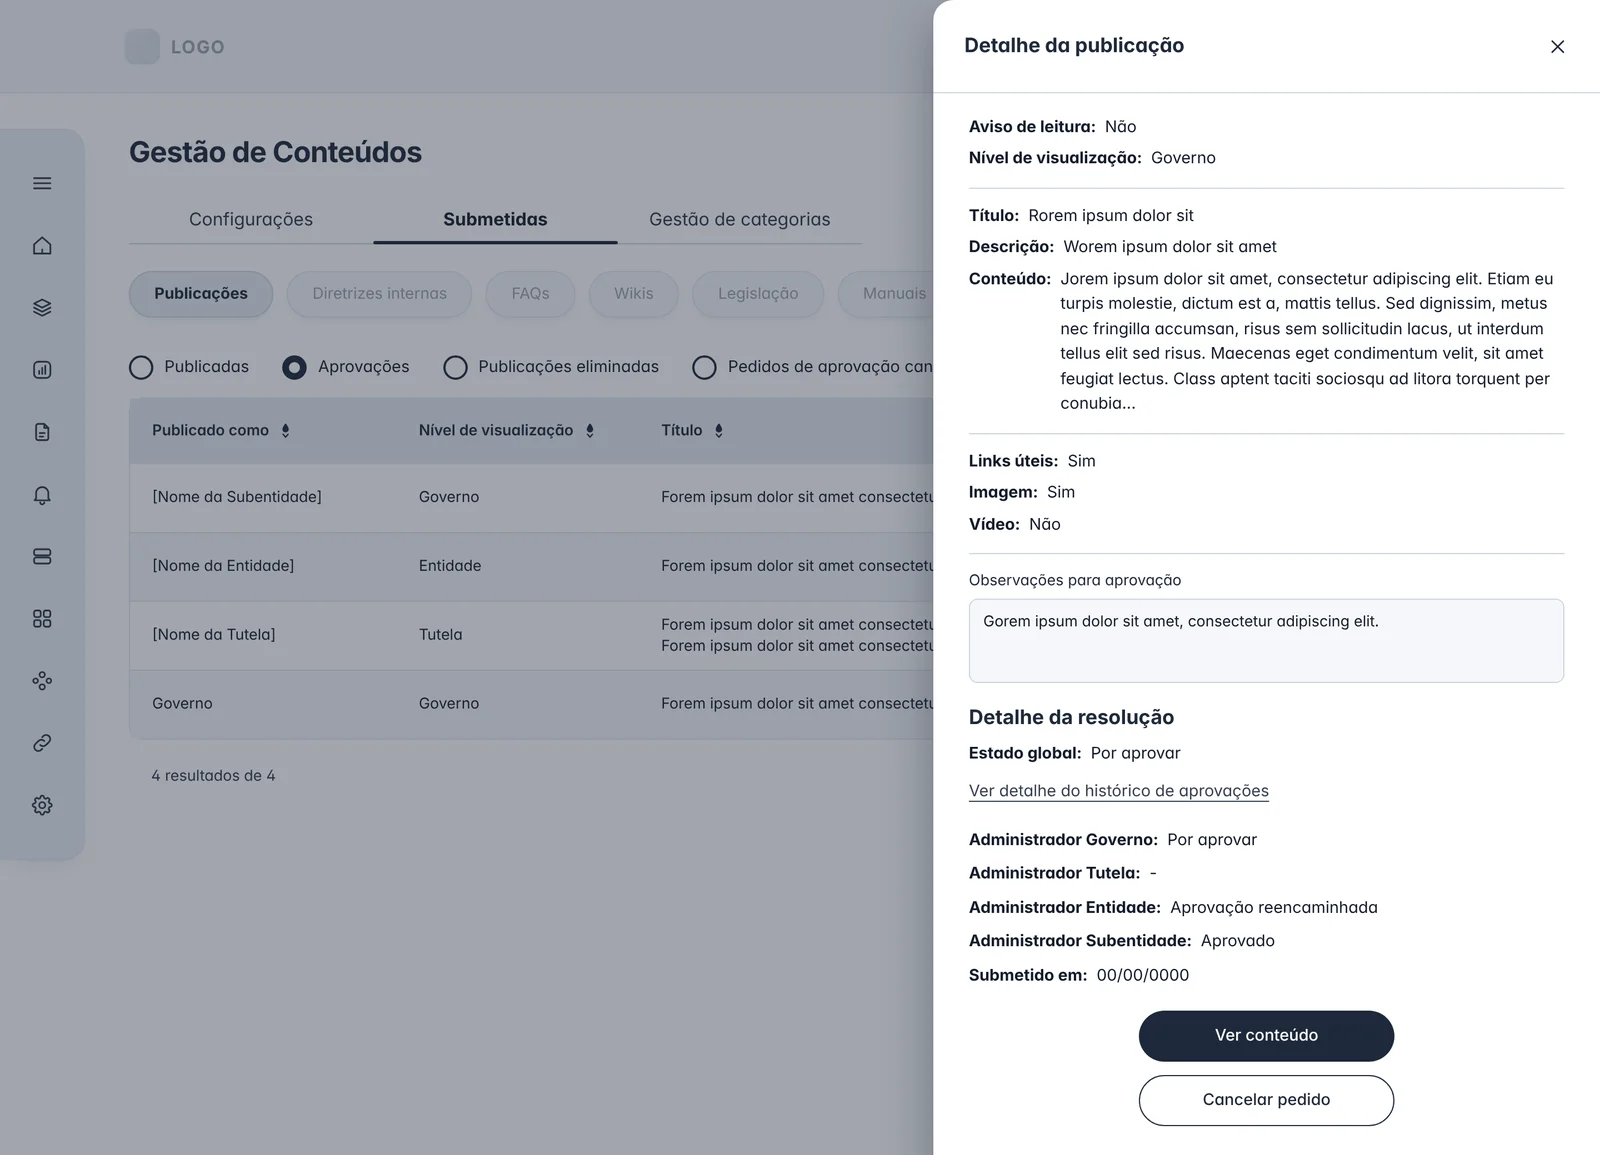 LOGO
Gestão de Conteúdos
Configurações
Submetidas
Gestão de categorias
Publicações
Diretrizes internas
FAQs
Wikis
Legislação
Manuais
Publicadas
Aprovações
Publicações eliminadas
Pedidos de aprovação can
Publicado como
Nível de visualização
Título
[Nome da Subentidade]
Governo
Forem ipsum dolor sit amet consectetu
[Nome da Entidade]
Entidade
Forem ipsum dolor sit amet consectetu
[Nome da Tutela]
Tutela
Forem ipsum dolor sit amet consectetu
Forem ipsum dolor sit amet consectetu
Governo
Governo
Forem ipsum dolor sit amet consectetu
4 resultados de 4
Detalhe da publicação
Aviso de leitura: Não
Nível de visualização: Governo
Título: Rorem ipsum dolor sit
Descrição: Worem ipsum dolor sit amet
Conteúdo: Jorem ipsum dolor sit amet, consectetur adipiscing elit. Etiam eu
turpis molestie, dictum est a, mattis tellus. Sed dignissim, metus
nec fringilla accumsan, risus sem sollicitudin lacus, ut interdum
tellus elit sed risus. Maecenas eget condimentum velit, sit amet
feugiat lectus. Class aptent taciti sociosqu ad litora torquent per
conubia...
Links úteis: Sim
Imagem: Sim
Vídeo: Não
Observações para aprovação
Gorem ipsum dolor sit amet, consectetur adipiscing elit.
Detalhe da resolução
Estado global: Por aprovar
Ver detalhe do histórico de aprovações
Administrador Governo: Por aprovar
Administrador Tutela: -
Administrador Entidade: Aprovação reencaminhada
Administrador Subentidade: Aprovado
Submetido em: 00/00/0000
Ver conteúdo
Cancelar pedido